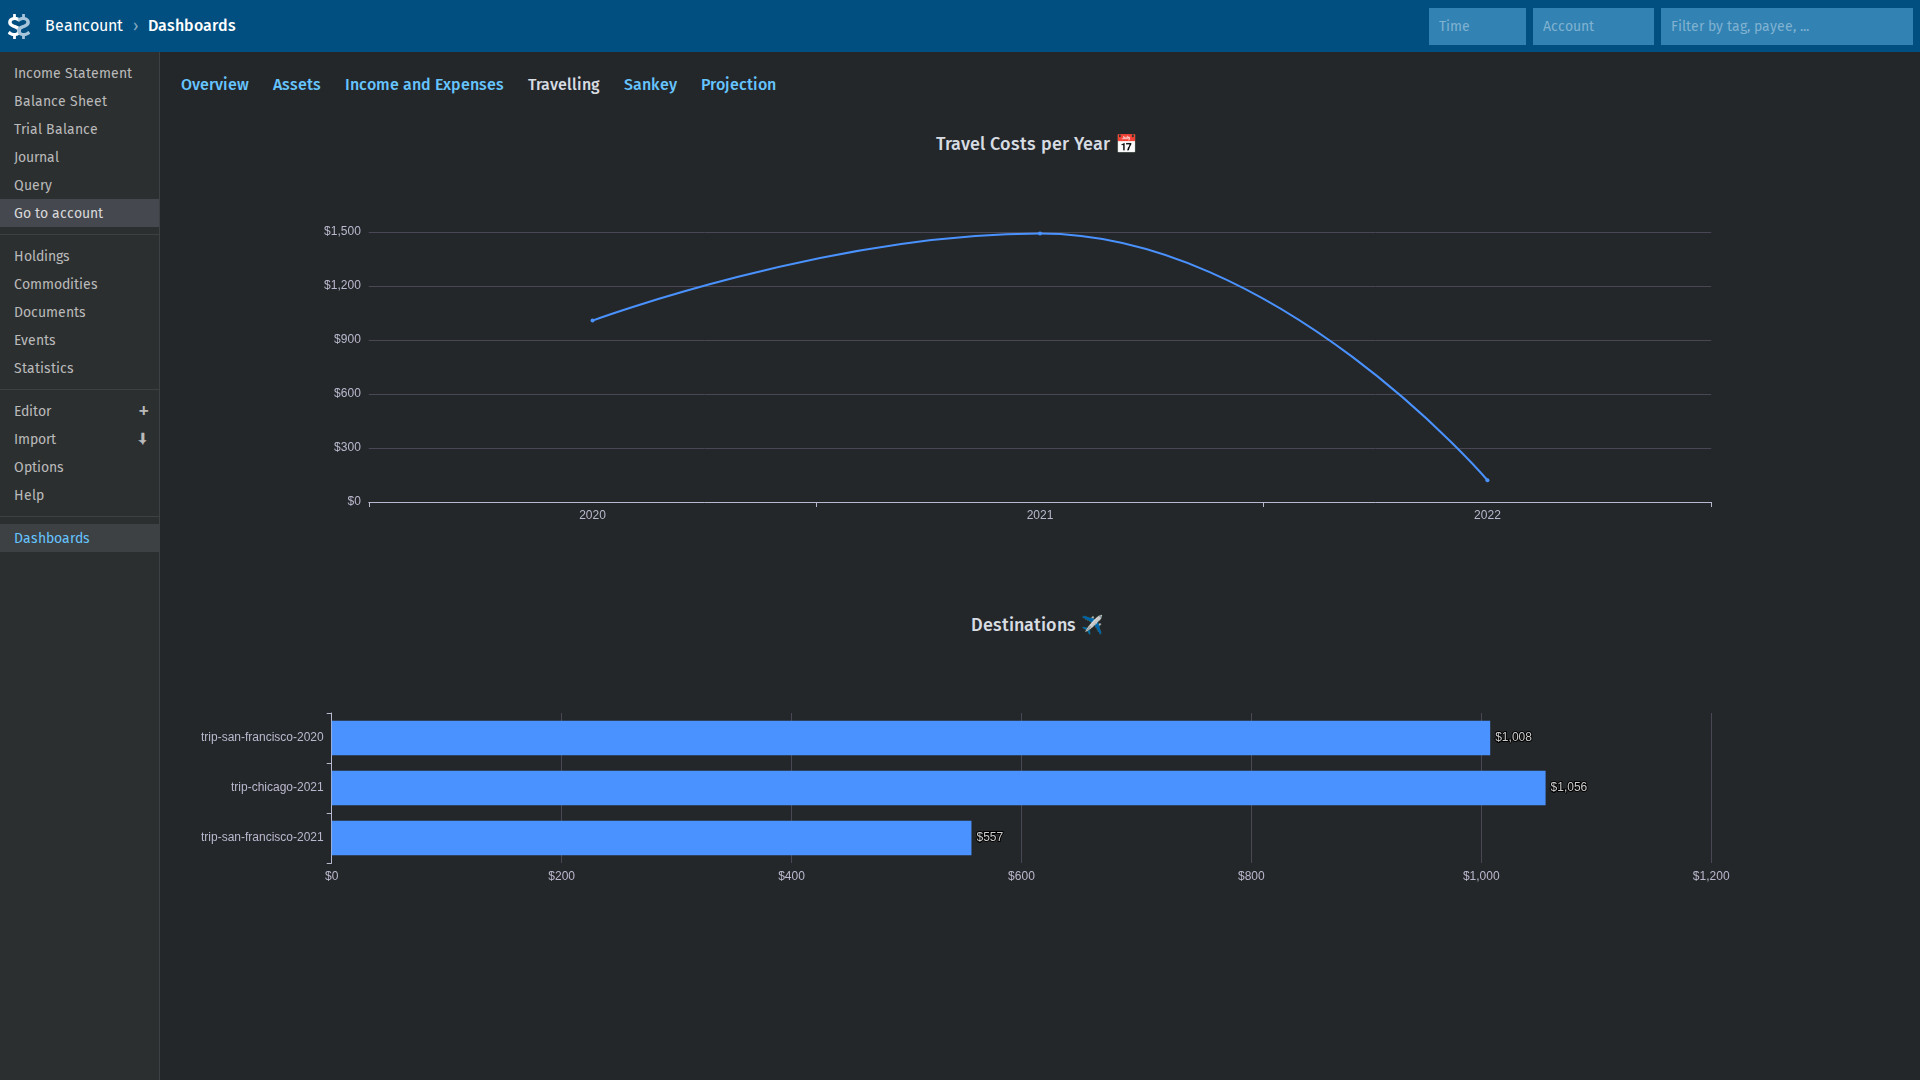 Beancount › Dashboards
Time
Account
Filter by tag, payee, ...
Income Statement
Balance Sheet
Trial Balance
Journal
Query
Go to account
Holdings
Commodities
Documents
Events
Statistics
Editor +
Import ⬇
Options
Help
Dashboards
Overview Assets Income and Expenses Travelling Sankey Projection
Travel Costs per Year 📅
$1,500
$1,200
$900
$600
$300
$0
2020 2021 2022
Destinations ✈️
trip-san-francisco-2020 $1,008
trip-chicago-2021 $1,056
trip-san-francisco-2021 $557
$0 $200 $400 $600 $800 $1,000 $1,200